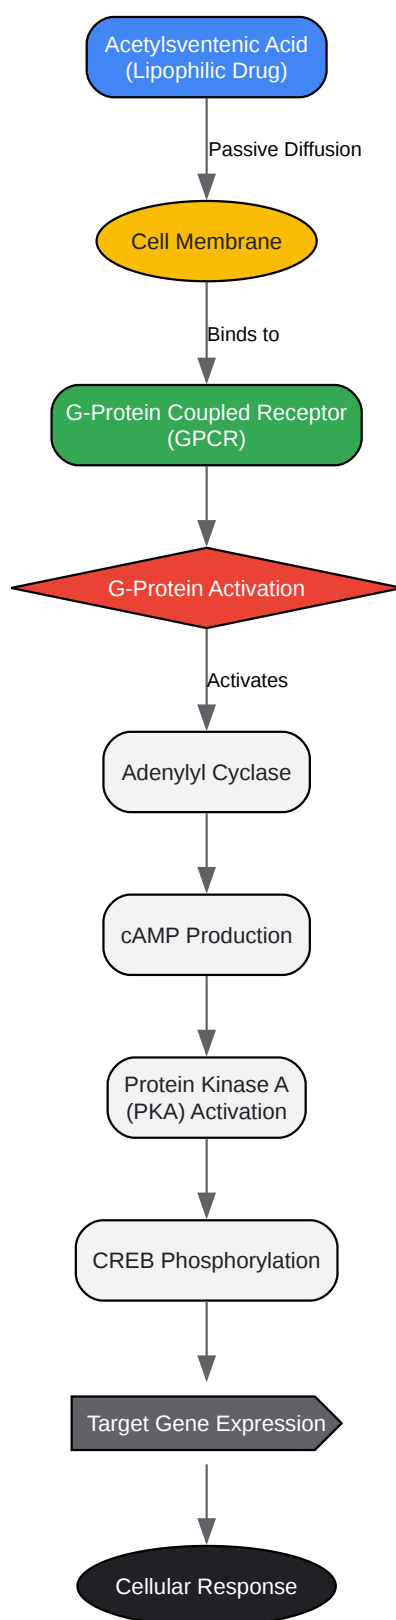 Acetylsventenic Acid
(Lipophilic Drug)
Passive Diffusion
Cell Membrane
Binds to
G-Protein Coupled Receptor
(GPCR)
G-Protein Activation
Activates
Adenylyl Cyclase
cAMP Production
Protein Kinase A
(PKA) Activation
CREB Phosphorylation
Target Gene Expression
Cellular Response